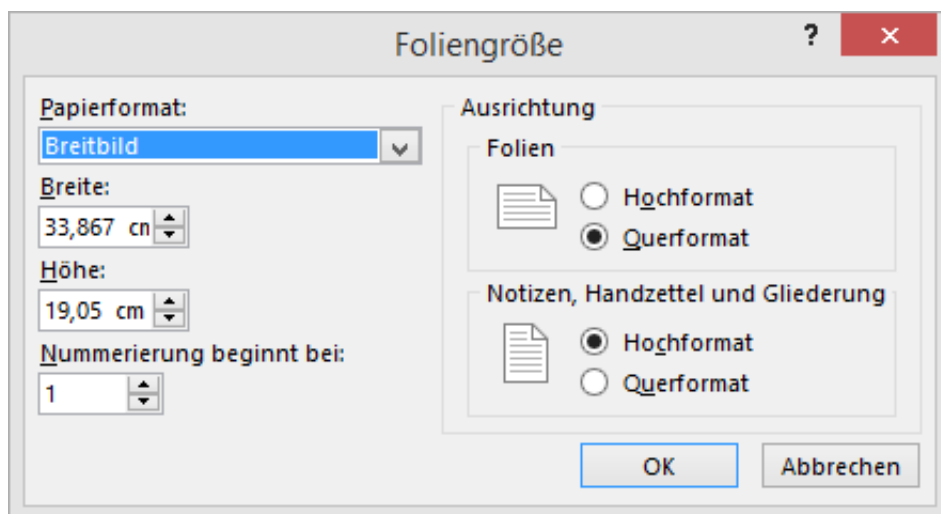 Foliengröße
?
Papierformat:
Breitbild
Breite:
33,867 cm
Höhe:
19,05 cm
Nummerierung beginnt bei:
1
Ausrichtung
Folien
Hochformat
Querformat
Notizen, Handzettel und Gliederung
Hochformat
Querformat
OK
Abbrechen